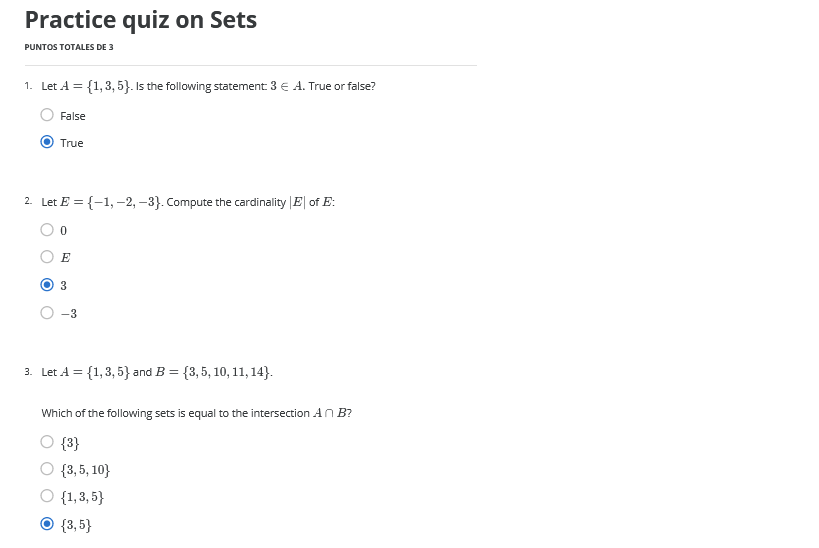 Practice quiz on Sets
PUNTOS TOTALES DE 3
1. Let A = {1, 3, 5}. Is the following statement: 3 ∈ A. True or false?
False
True
2. Let E = {−1, −2, −3}. Compute the cardinality |E| of E:
0
E
3
−3
3. Let A = {1, 3, 5} and B = {3, 5, 10, 11, 14}.
Which of the following sets is equal to the intersection A ∩ B?
{3}
{3, 5, 10}
{1, 3, 5}
{3, 5}